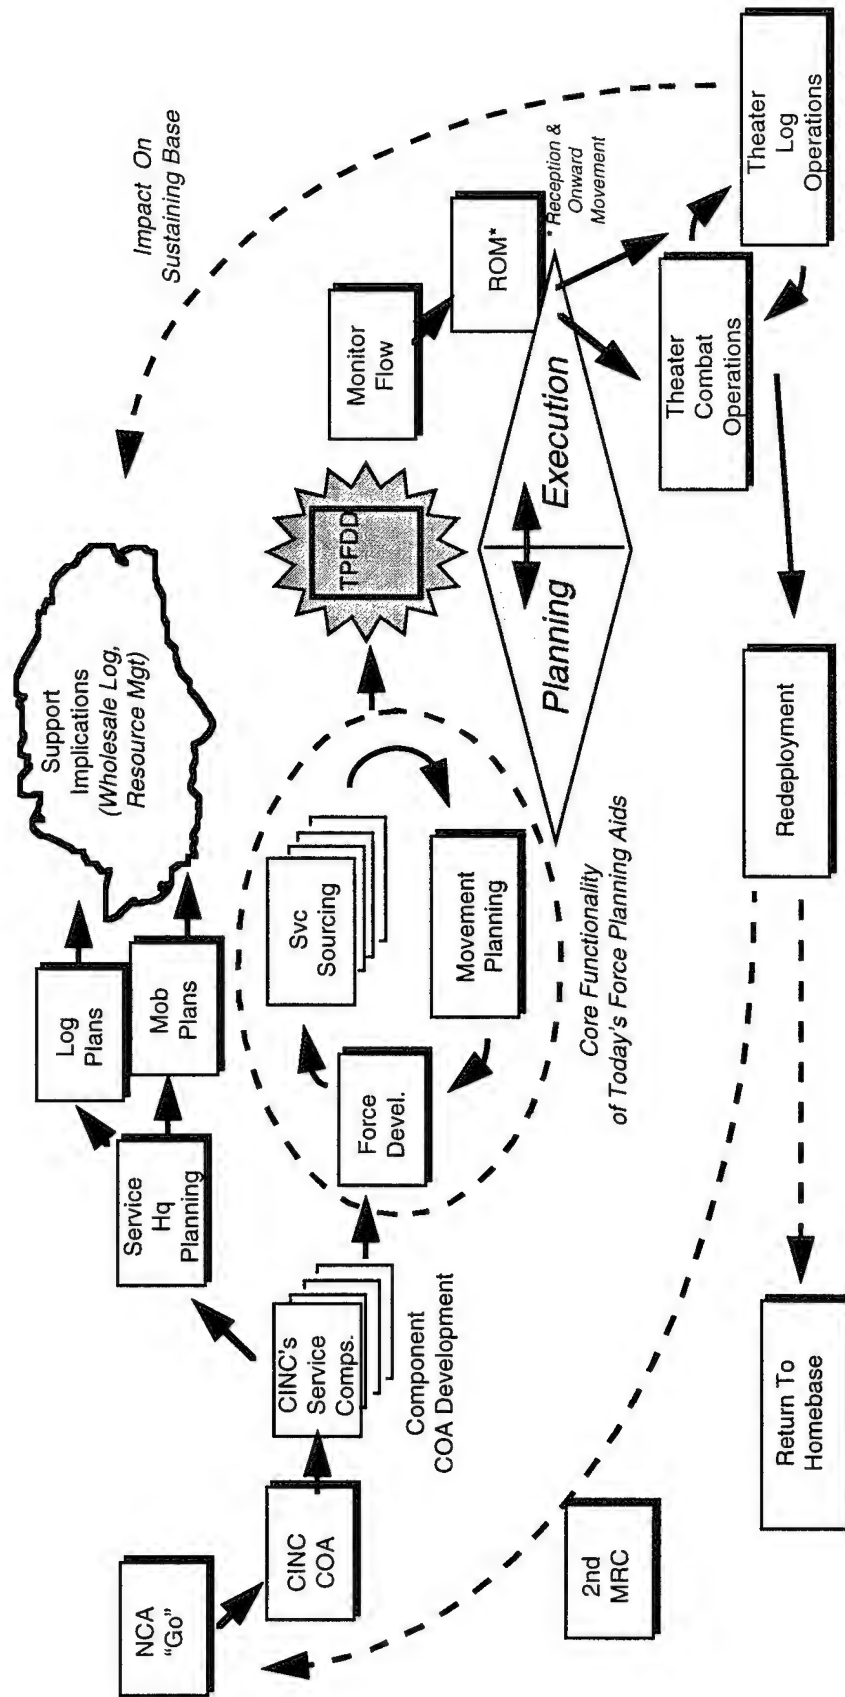 NCA
“Go”
CINC
COA
CINC's
Service
Comps.
Component
COA Development
Service
Hq
Planning
Log
Plans
Mob
Plans
Support
Implications
(Wholesale Log,
Resource Mgt)
Impact On
Sustaining Base
Force
Devel.
Svc
Sourcing
Movement
Planning
Core Functionality
of Today's Force Planning Aids
TPFDD
Monitor
Flow
ROM*
* Reception &
Onward
Movement
Planning
Execution
Theater
Combat
Operations
Theater
Log
Operations
Redeployment
2nd
MRC
Return To
Homebase